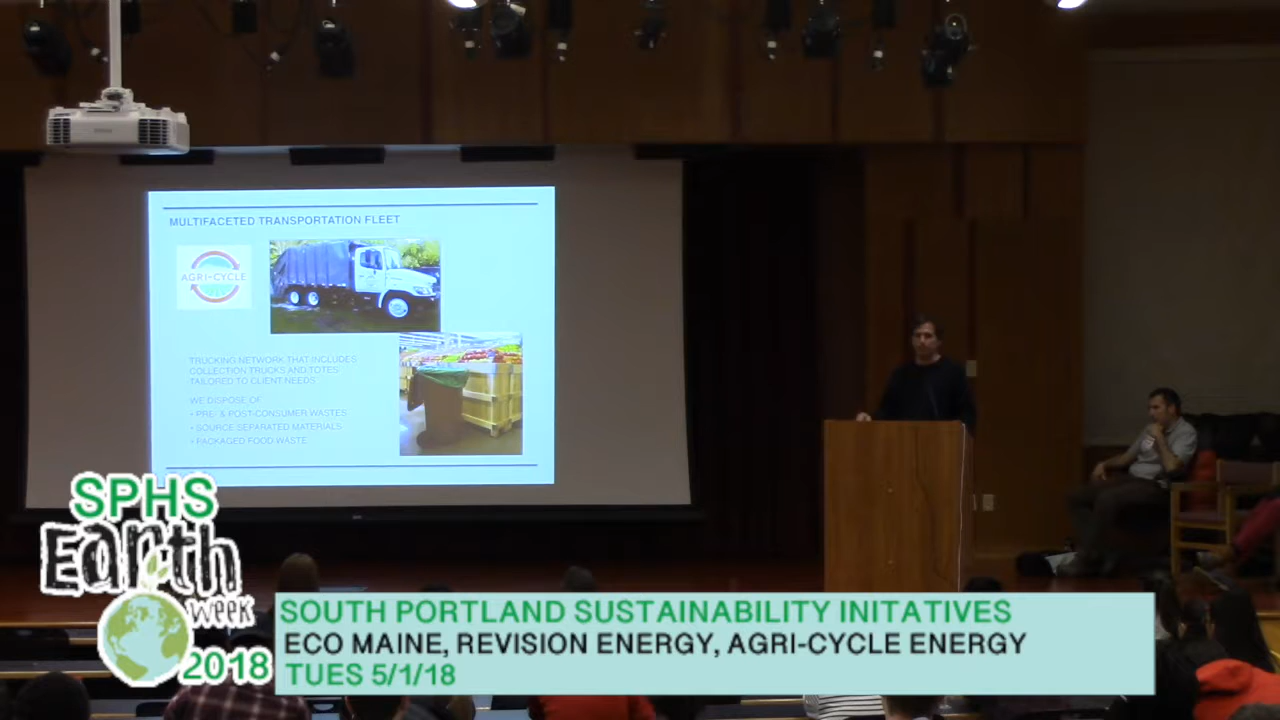 MULTIFACETED TRANSPORTATION FLEET
AGRI-CYCLE
TRUCKING NETWORK THAT INCLUDES
COLLECTION TRUCKS AND TOTES
TAILORED TO CLIENT NEEDS
WE DISPOSE OF
• PRE- & POST-CONSUMER WASTES
• SOURCE SEPARATED MATERIALS
• PACKAGED FOOD WASTE
SPHS
Earth
WEEK
2018
SOUTH PORTLAND SUSTAINABILITY INITATIVES
ECO MAINE, REVISION ENERGY, AGRI-CYCLE ENERGY
TUES 5/1/18